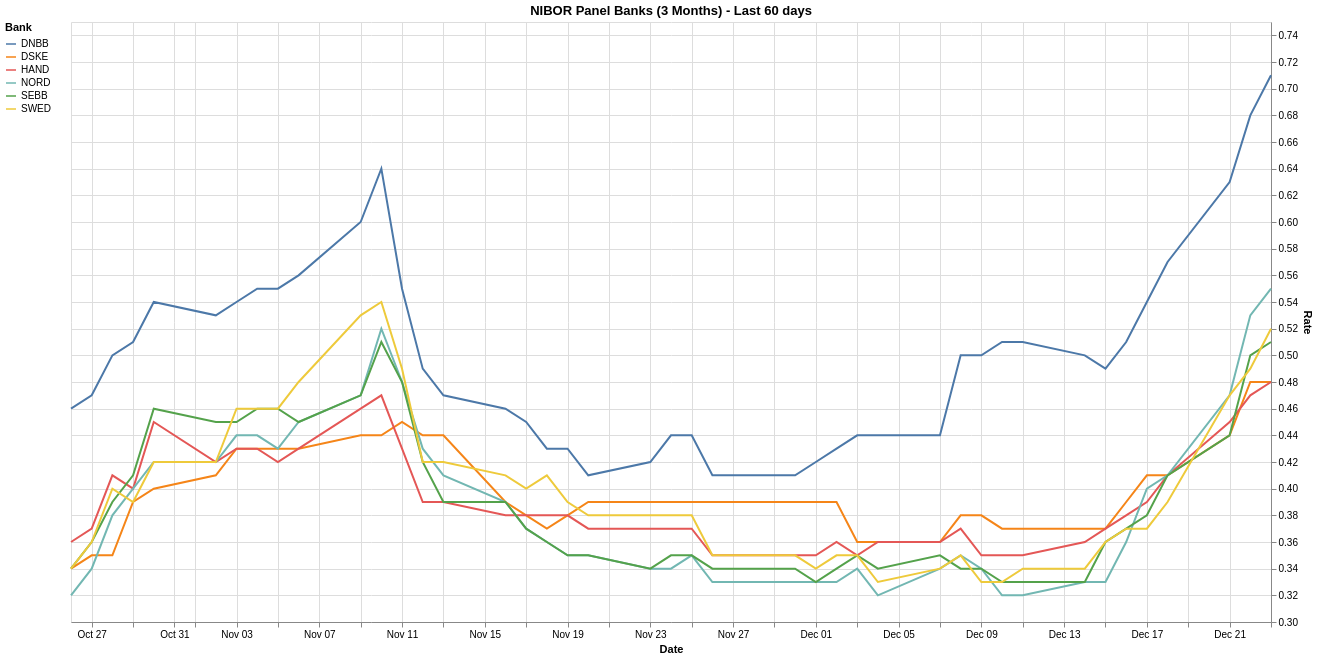 NIBOR Panel Banks (3 Months) - Last 60 days
Bank
DNBB
DSKE
HAND
NORD
SEBB
SWED
0.74
0.72
0.70
0.68
0.66
0.64
0.62
0.60
0.58
0.56
0.54
0.52
0.50
0.48
0.46
0.44
0.42
0.40
0.38
0.36
0.34
0.32
0.30
Rate
Oct 27 Oct 31 Nov 03 Nov 07 Nov 11 Nov 15 Nov 19 Nov 23 Nov 27 Dec 01 Dec 05 Dec 09 Dec 13 Dec 17 Dec 21
Date